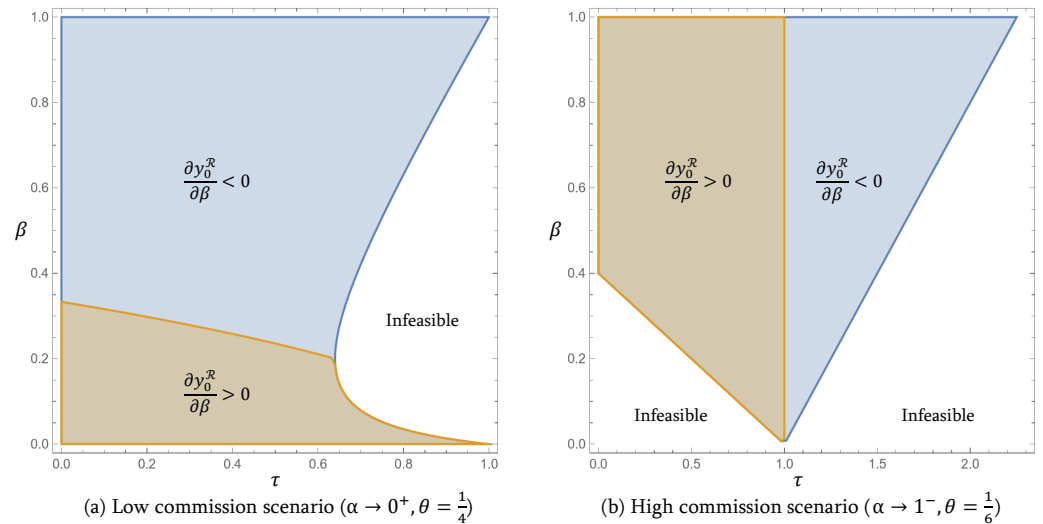 1.0
0.8
0.6
0.4
0.2
0.0
β
0.0 0.2 0.4 0.6 0.8 1.0
τ
∂y₀^ℛ/∂β < 0
Infeasible
∂y₀^ℛ/∂β > 0
(a) Low commission scenario (α → 0⁺, θ = 1/4)
1.0
0.8
0.6
0.4
0.2
0.0
β
0.0 0.5 1.0 1.5 2.0
τ
∂y₀^ℛ/∂β > 0
∂y₀^ℛ/∂β < 0
Infeasible
Infeasible
(b) High commission scenario (α → 1⁻, θ = 1/6)